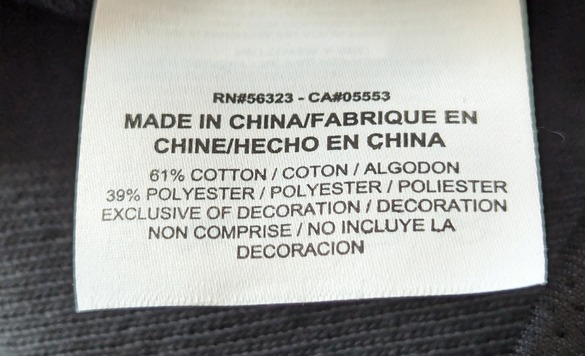 RN#56323 - CA#05553
MADE IN CHINA/FABRIQUE EN
CHINE/HECHO EN CHINA
61% COTTON / COTON / ALGODON
39% POLYESTER / POLYESTER / POLIESTER
EXCLUSIVE OF DECORATION / DECORATION
NON COMPRISE / NO INCLUYE LA
DECORACION